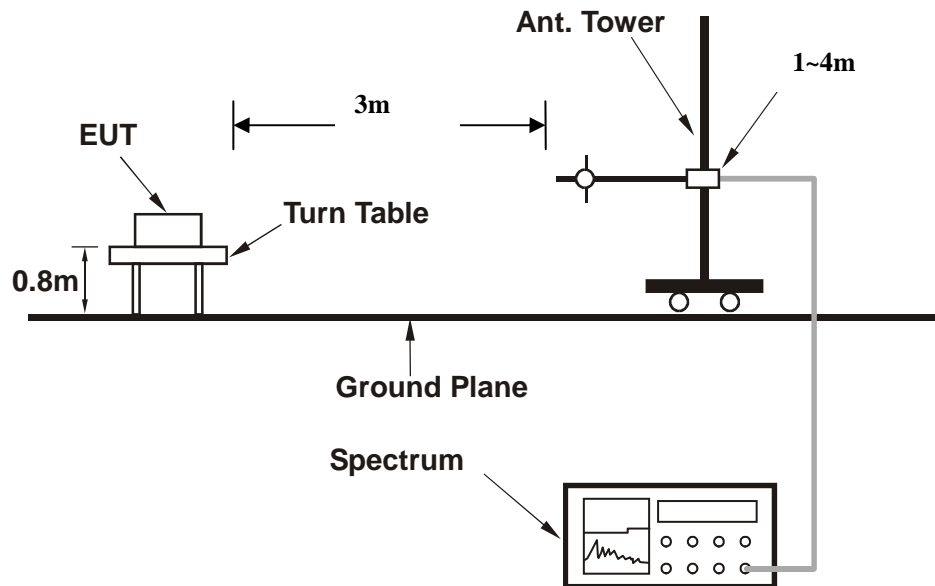 Ant. Tower
1~4m
3m
EUT
Turn Table
0.8m
Ground Plane
Spectrum